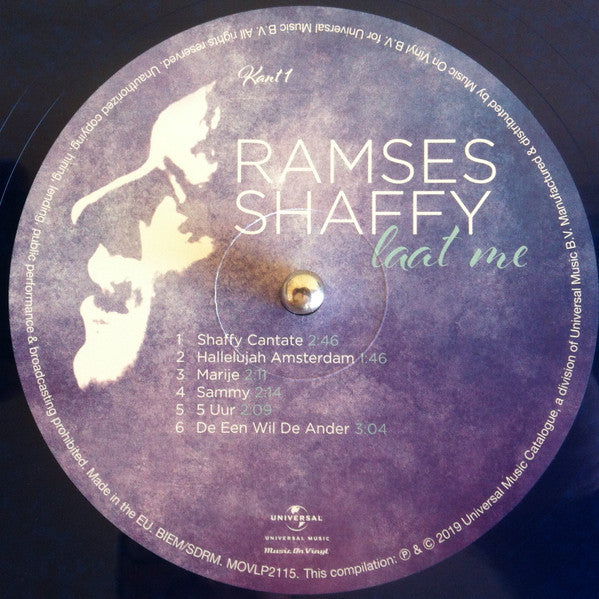 Kant 1
RAMSES
SHAFFY
laat me
1 Shaffy Cantate 2:46
2 Hallelujah Amsterdam 1:46
3 Marije 2:11
4 Sammy 2:14
5 5 Uur 2:09
6 De Een Wil De Ander 3:04
UNIVERSAL
UNIVERSAL MUSIC
Music On Vinyl
Made in the EU. BIEM/SDRM. MOVLP2115. This compilation: ℗ & © 2019 Universal Music Catalogue, a division of Universal Music B.V. Manufactured & distributed by Music On Vinyl B.V. for Universal Music B.V. All rights reserved. Unauthorized copying, hiring, lending, public performance & broadcasting prohibited.